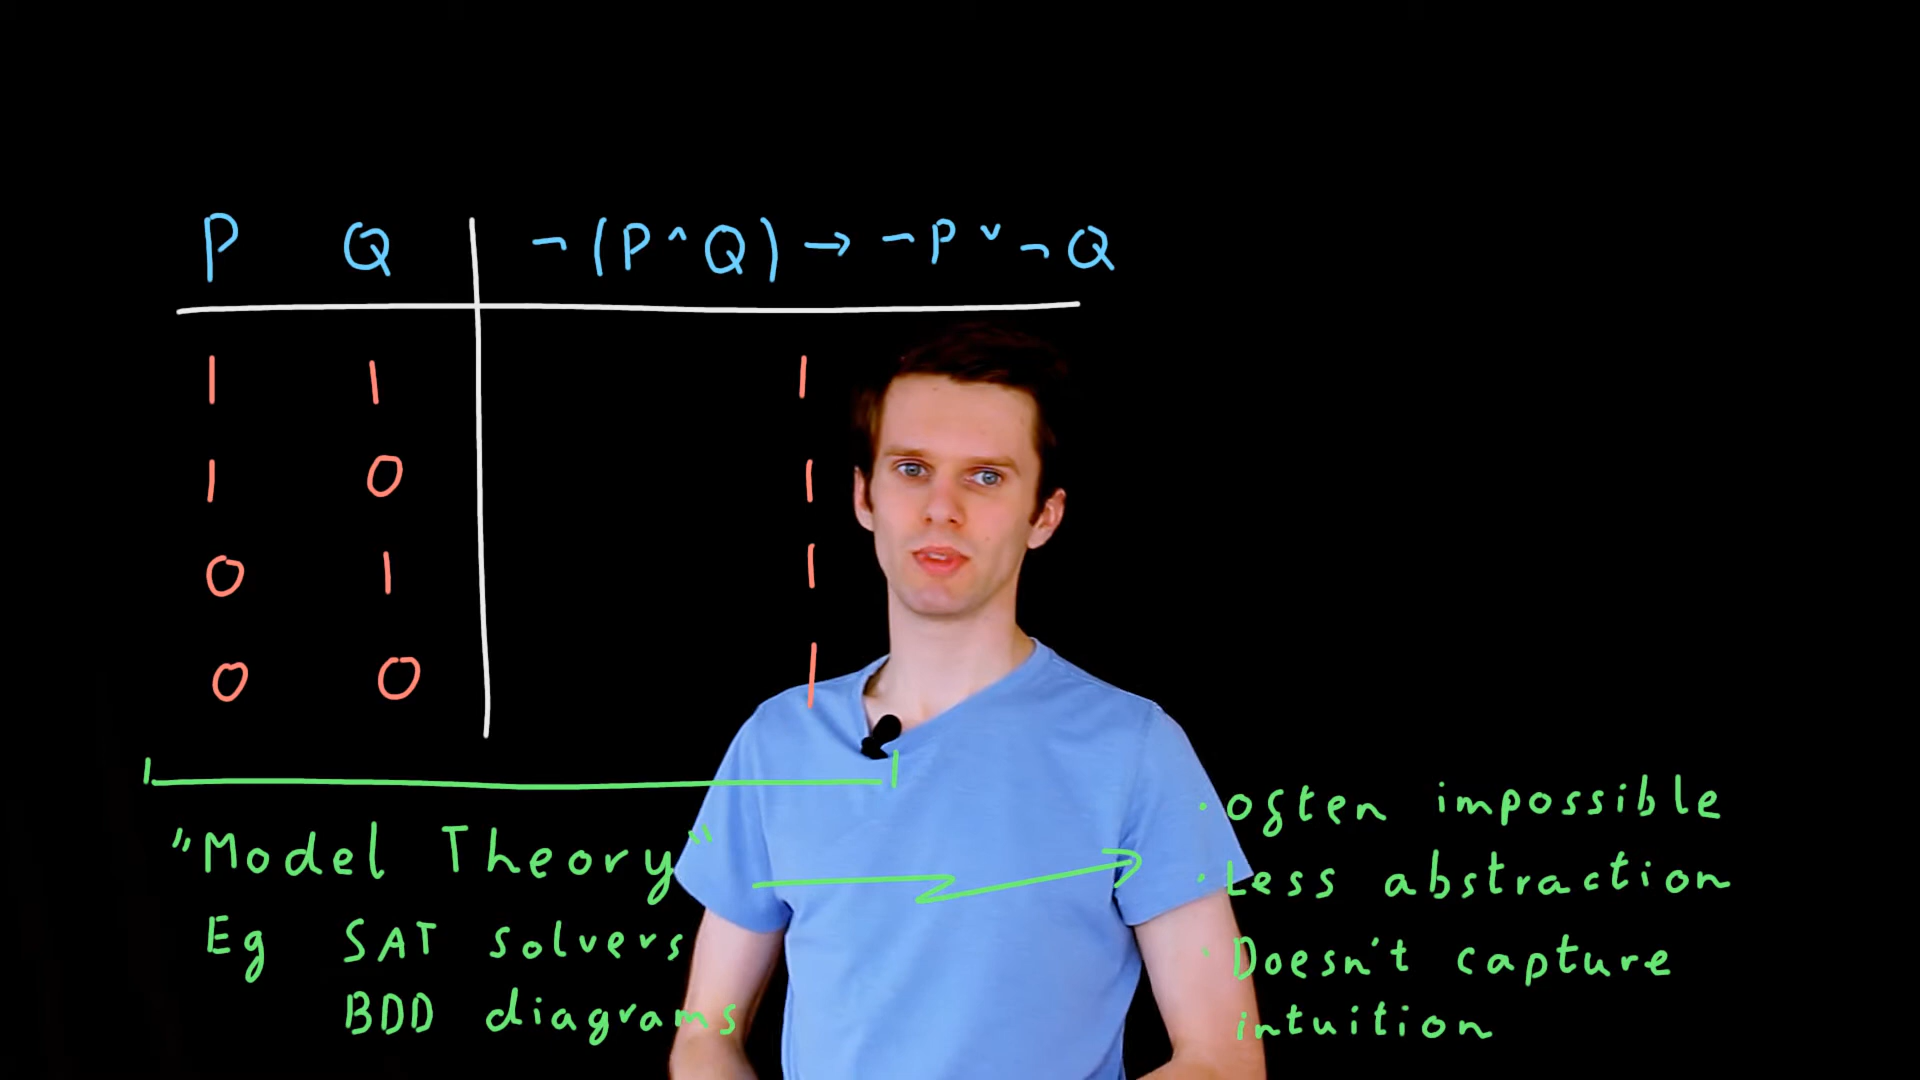 P Q ¬(P∧Q) → ¬P ∨ ¬Q
1 1 1
1 0 1
0 1 1
0 0 1
"Model Theory"
Eg SAT solvers
BDD diagrams
· often impossible
· Less abstraction
· Doesn't capture
intuition